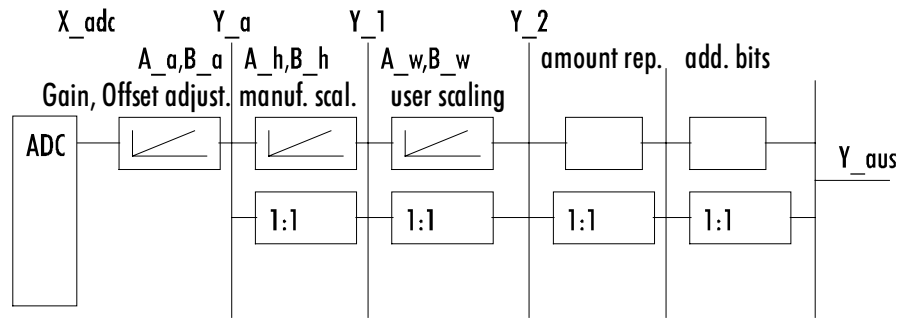 X_adc Y_a Y_1 Y_2
A_a,B_a A_h,B_h A_w,B_w amount rep. add. bits
Gain, Offset adjust. manuf. scal. user scaling
ADC
Y_aus
1:1 1:1 1:1 1:1